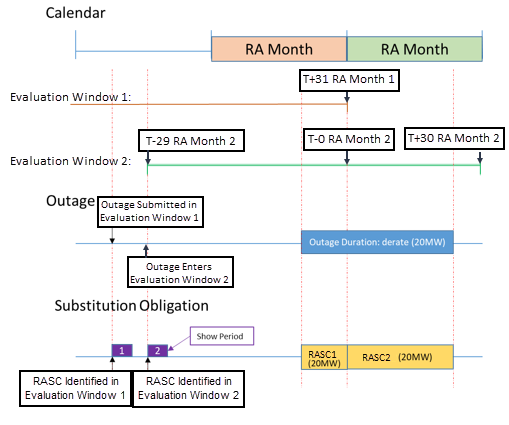 Calendar
RA Month
RA Month
T+31 RA Month 1
Evaluation Window 1:
T-29 RA Month 2
T-0 RA Month 2
T+30 RA Month 2
Evaluation Window 2:
Outage
Outage Submitted in
Evaluation Window 1
Outage Duration: derate (20MW)
Outage Enters
Evaluation Window 2
Substitution Obligation
Show Period
1
2
RASC1
(20MW)
RASC2 (20MW)
RASC Identified in
Evaluation Window 1
RASC Identified in
Evaluation Window 2